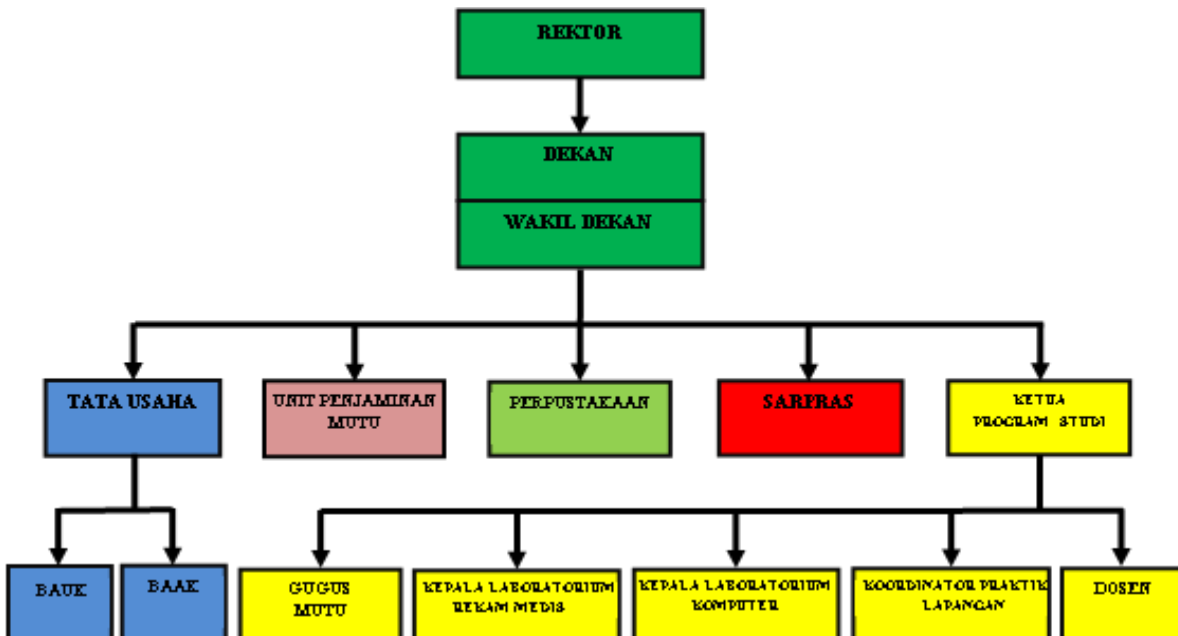 REKTOR
DEKAN
WAKIL DEKAN
TATA USAHA
UNIT PENJAMINAN
MUTU
PERPUSTAKAAN
SARPRAS
KETUA
PROGRAM STUDI
BAUK
BAAK
GUGUS
MUTU
KEPALA LABORATORIUM
REKAM MEDIS
KEPALA LABORATORIUM
KOMPUTER
KOORDINATOR PRAKTIK
LAPANGAN
DOSEN